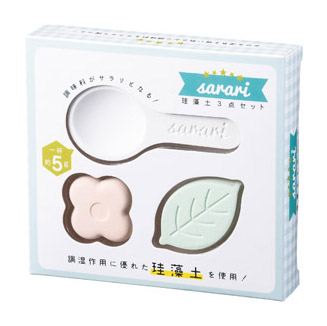 sarari
珪藻土3点セット
調味料がサラリとなる!
sarari
一杯
約5g
調湿作用に優れた珪藻土を使用!